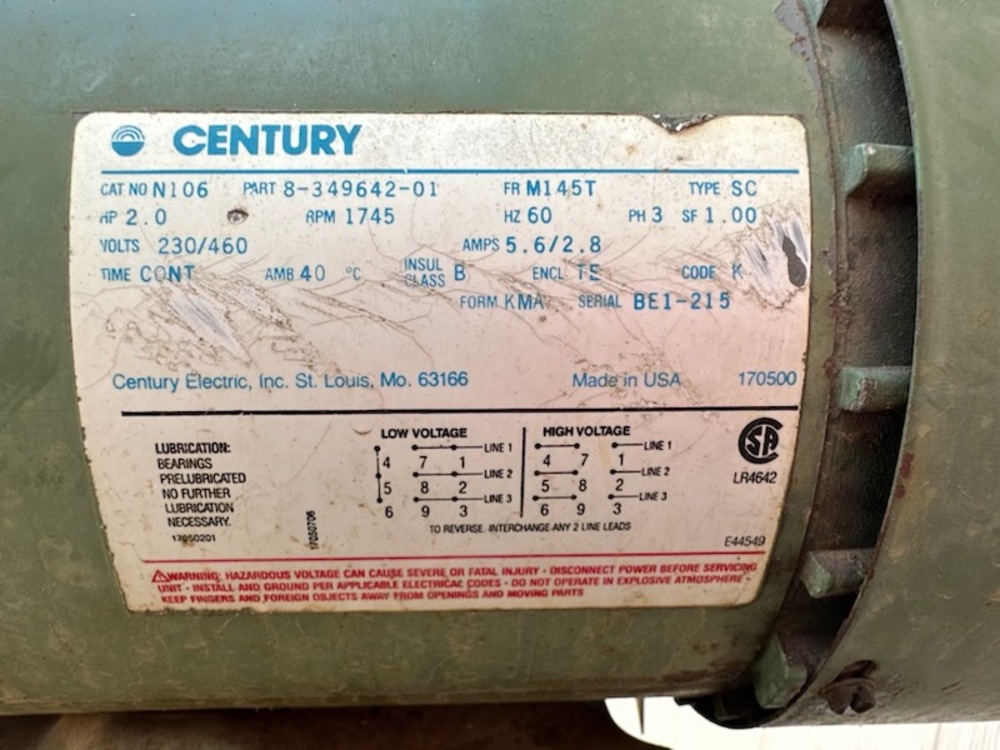 CENTURY
CAT NO N106 PART 8-349642-01 FR M145T TYPE SC
HP 2.0 RPM 1745 HZ 60 PH 3 SF 1.00
VOLTS 230/460 AMPS 5.6/2.8
TIME CONT AMB 40 °C INSUL CLASS B ENCL TE CODE K
FORM KMA SERIAL BE1-215
Century Electric, Inc. St. Louis, Mo. 63166 Made in USA 170500
LUBRICATION:
BEARINGS
PRELUBRICATED
NO FURTHER
LUBRICATION
NECESSARY.
17050201
17050706
LOW VOLTAGE
LINE 1
4 7 1
LINE 2
5 8 2
LINE 3
6 9 3
HIGH VOLTAGE
LINE 1
4 7 1
LINE 2
5 8 2
LINE 3
6 9 3
TO REVERSE, INTERCHANGE ANY 2 LINE LEADS
SA
LR4642
E44549
WARNING: HAZARDOUS VOLTAGE CAN CAUSE SEVERE OR FATAL INJURY - DISCONNECT POWER BEFORE SERVICING
UNIT - INSTALL AND GROUND PER APPLICABLE ELECTRICAL CODES - DO NOT OPERATE IN EXPLOSIVE ATMOSPHERE -
KEEP FINGERS AND FOREIGN OBJECTS AWAY FROM OPENINGS AND MOVING PARTS